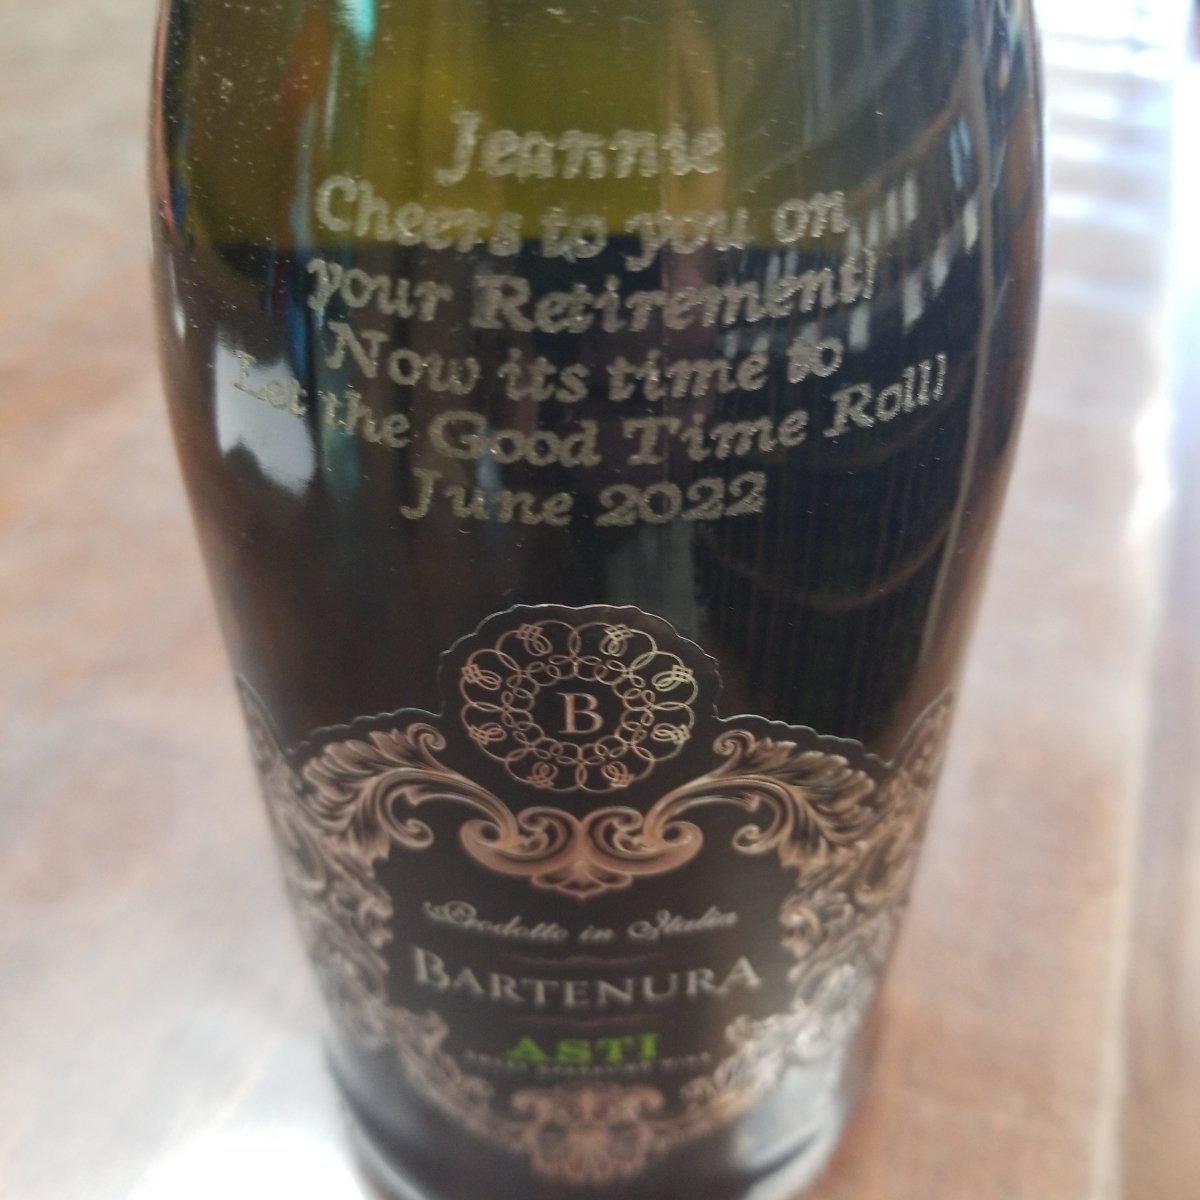 Jeannie
Cheers to you on
your Retirement!
Now its time to
Let the Good Time Roll!
June 2022
B
Prodotto in Italia
BARTENURA
ASTI